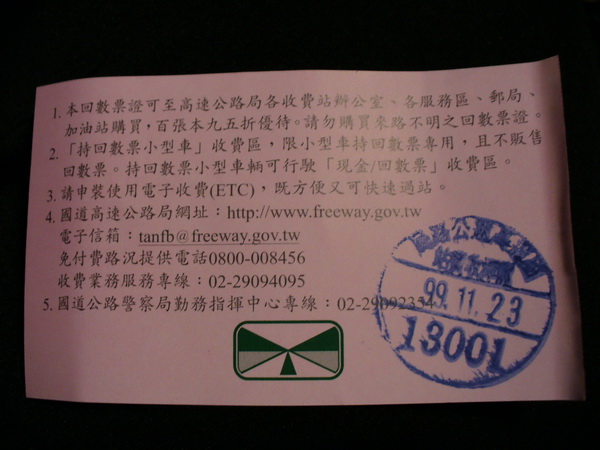 1. 本回數票證可至高速公路局各收費站辦公室、各服務區、郵局、
加油站購買，百張本九五折優待。請勿購買來路不明之回數票證。
2. 「持回數票小型車」收費區，限小型車持回數票專用，且不販售
回數票。持回數票小型車輛可行駛「現金/回數票」收費區。
3. 請申裝使用電子收費(ETC)，既方便又可快速過站。
4. 國道高速公路局網址：http://www.freeway.gov.tw
電子信箱：tanfb@freeway.gov.tw
免付費路況提供電話0800-008456
收費業務服務專線：02-29094095
5. 國道公路警察局勤務指揮中心專線：02-29092354
99.11.23
13001